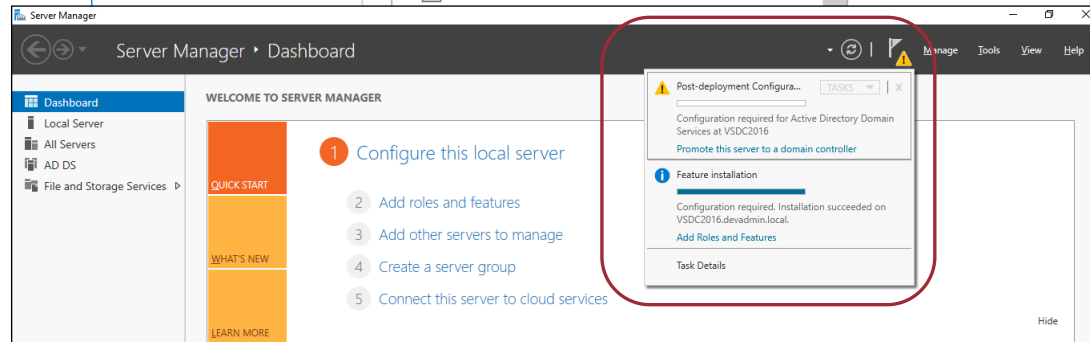 Server Manager
Server Manager ‣ Dashboard
Manage Tools View Help
Dashboard
Local Server
All Servers
AD DS
File and Storage Services
WELCOME TO SERVER MANAGER
QUICK START
WHAT'S NEW
LEARN MORE
1 Configure this local server
2 Add roles and features
3 Add other servers to manage
4 Create a server group
5 Connect this server to cloud services
Hide
Post-deployment Configura... TASKS X
Configuration required for Active Directory Domain
Services at VSDC2016
Promote this server to a domain controller
Feature installation
Configuration required. Installation succeeded on
VSDC2016.devadmin.local.
Add Roles and Features
Task Details